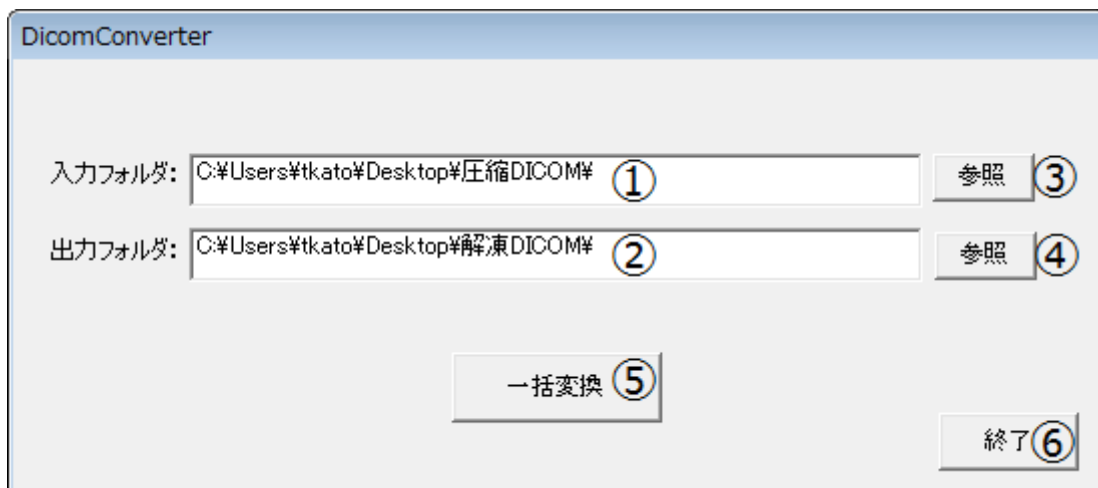 DicomConverter
入力フォルダ: C:¥Users¥tkato¥Desktop¥圧縮DICOM¥ ① 参照 ③
出力フォルダ: C:¥Users¥tkato¥Desktop¥解凍DICOM¥ ② 参照 ④
一括変換 ⑤
終了 ⑥